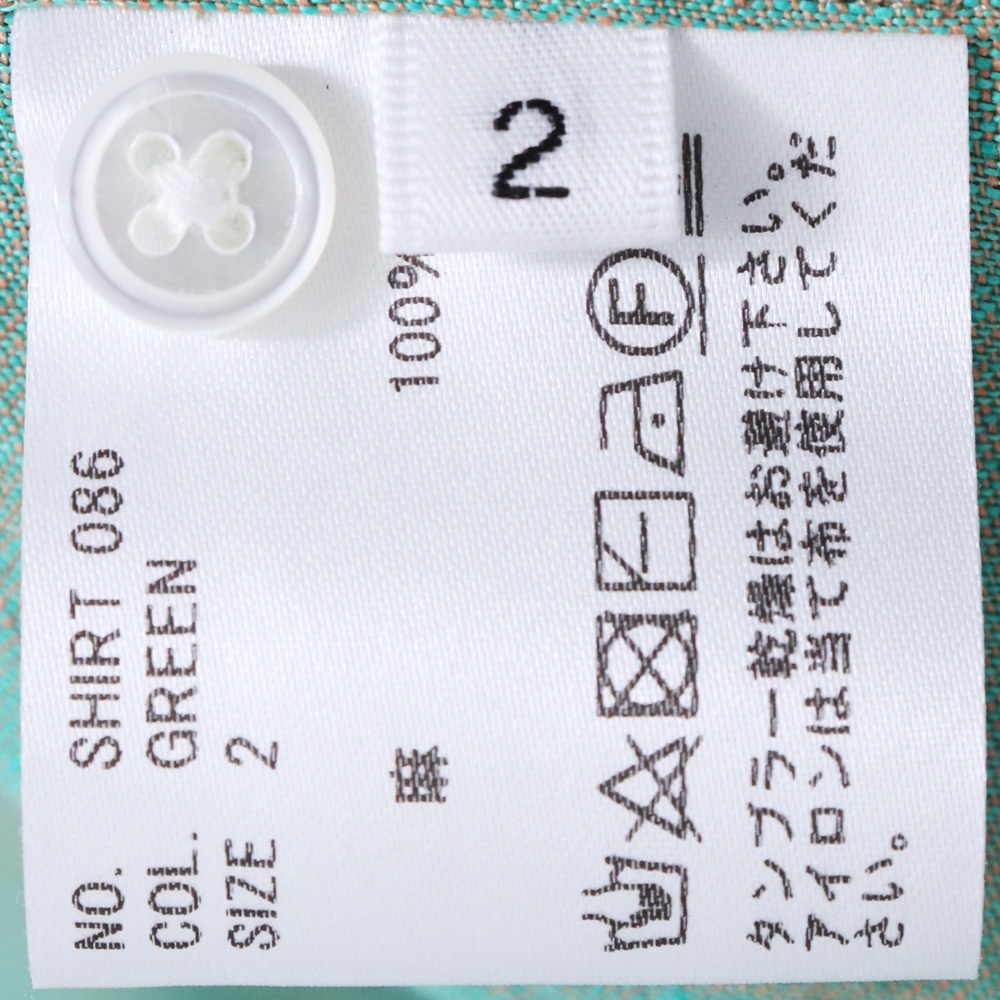 2
NO. SHIRT 086
COL. GREEN
SIZE 2
麻 100%
F
タンブラー乾燥はお避け下さい。
アイロンは当て布を使用してくだ
さい。